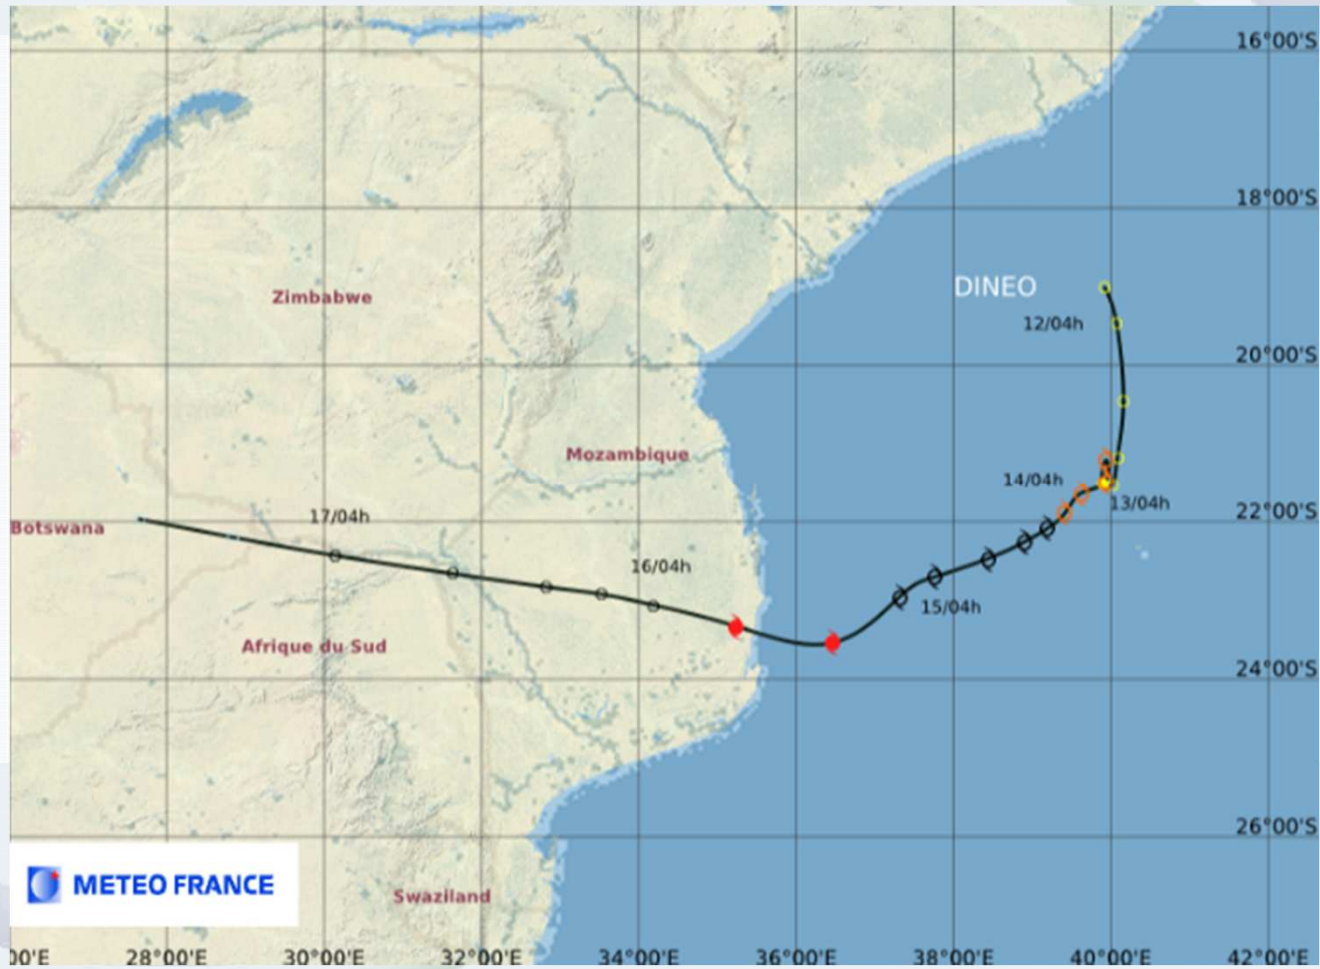 16°00'S
18°00'S
DINEO
Zimbabwe
12/04h
20°00'S
Mozambique
14/04h
13/04h
22°00'S
17/04h
Botswana
16/04h
15/04h
Afrique du Sud
24°00'S
26°00'S
METEO FRANCE
Swaziland
00'E 28°00'E 30°00'E 32°00'E 34°00'E 36°00'E 38°00'E 40°00'E 42°00'E